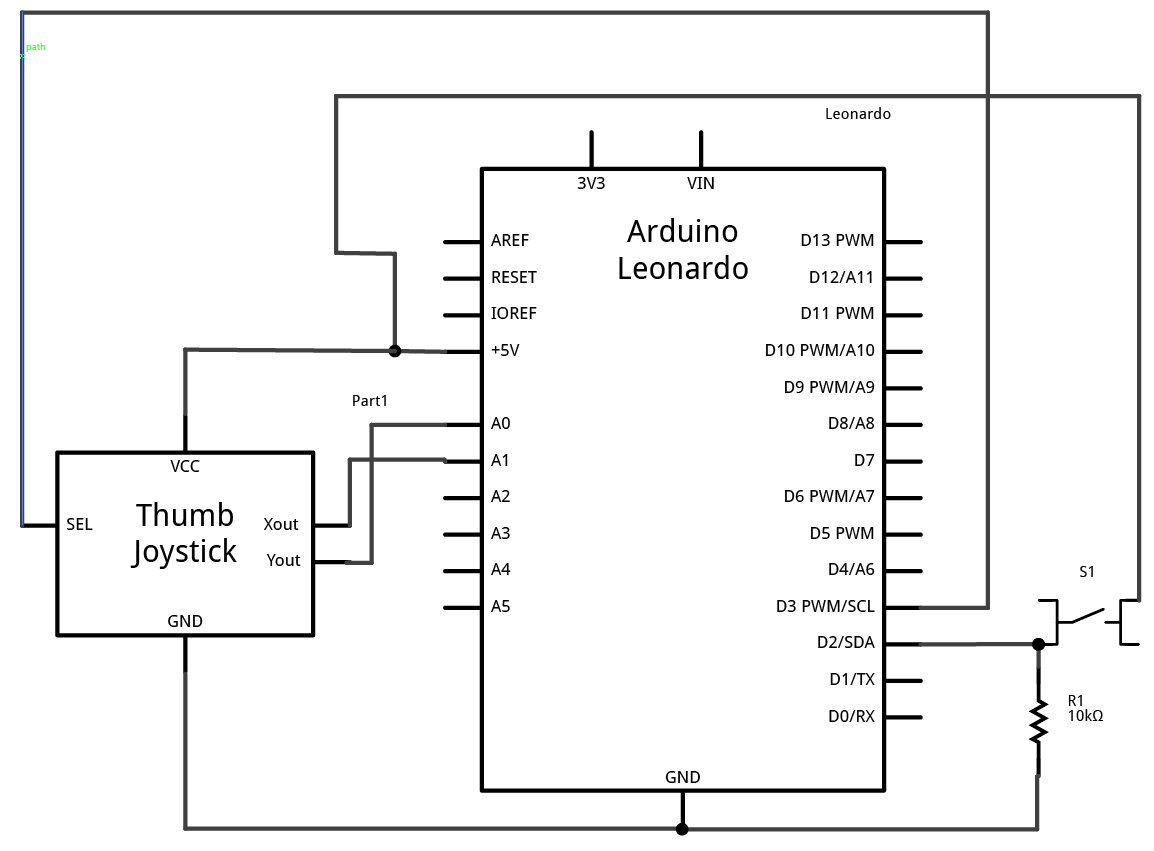 path
Leonardo
3V3
VIN
Arduino
Leonardo
AREF
RESET
IOREF
+5V
A0
A1
A2
A3
A4
A5
D13 PWM
D12/A11
D11 PWM
D10 PWM/A10
D9 PWM/A9
D8/A8
D7
D6 PWM/A7
D5 PWM
D4/A6
D3 PWM/SCL
D2/SDA
D1/TX
D0/RX
GND
Part1
VCC
SEL
Thumb
Joystick
Xout
Yout
GND
S1
R1
10kΩ